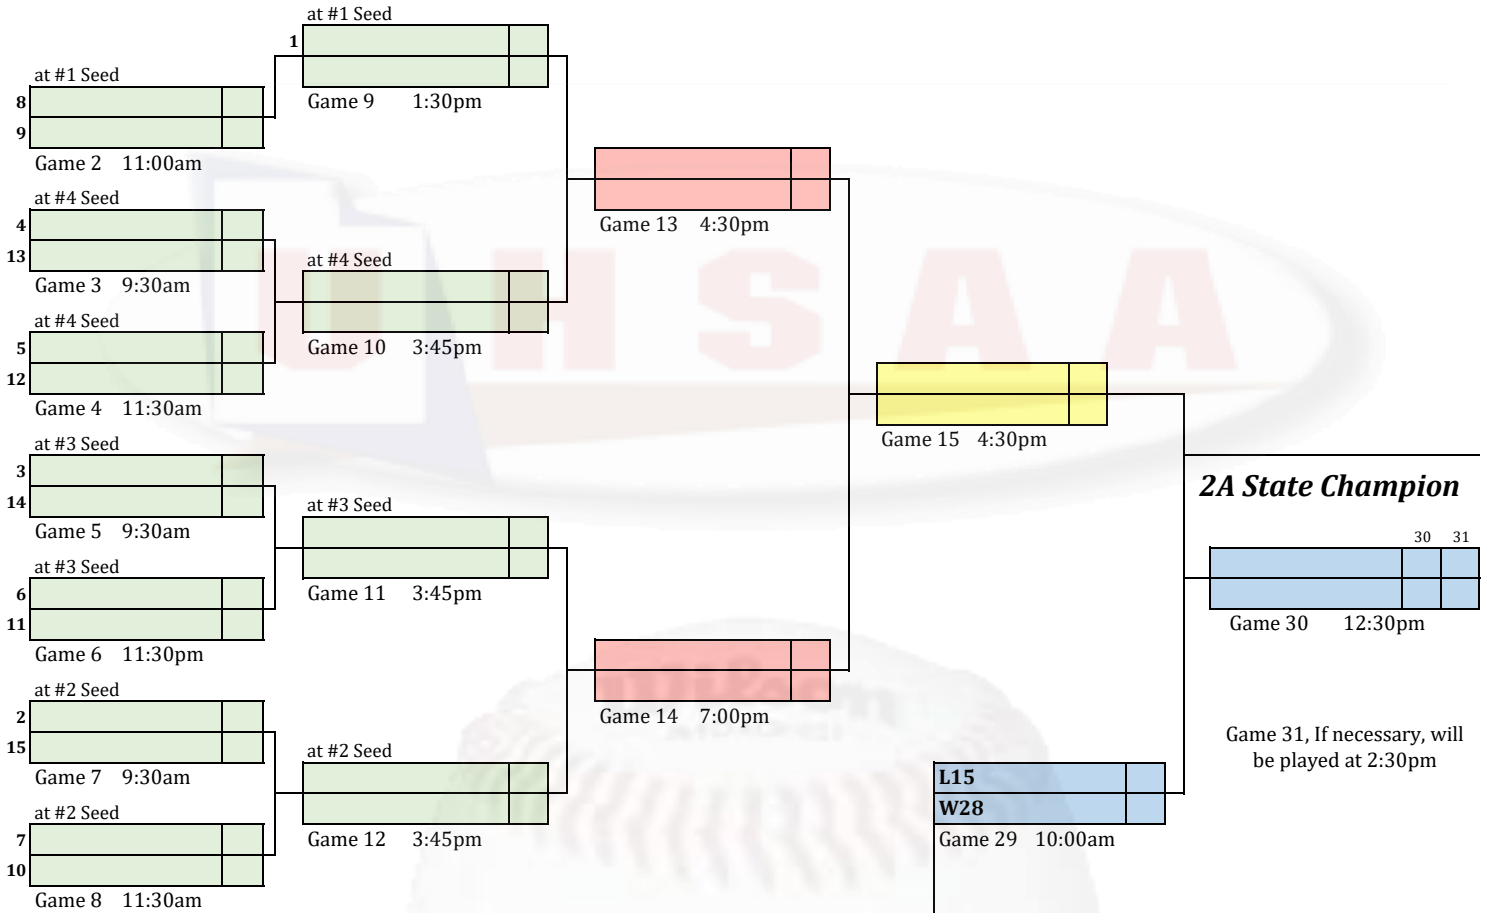 at #1 Seed
1
Game 9 1:30pm
at #1 Seed
8
9
Game 2 11:00am
at #4 Seed
4
13
Game 3 9:30am
at #4 Seed
Game 10 3:45pm
at #4 Seed
5
12
Game 4 11:30am
at #3 Seed
3
14
Game 5 9:30am
at #3 Seed
Game 11 3:45pm
at #3 Seed
6
11
Game 6 11:30pm
at #2 Seed
2
15
Game 7 9:30am
at #2 Seed
Game 12 3:45pm
at #2 Seed
7
10
Game 8 11:30am
Game 13 4:30pm
Game 14 7:00pm
UHSAA
Game 15 4:30pm
2A State Champion
30 31
Game 30 12:30pm
Game 31, If necessary, will
be played at 2:30pm
L15
W28
Game 29 10:00am
Wilson